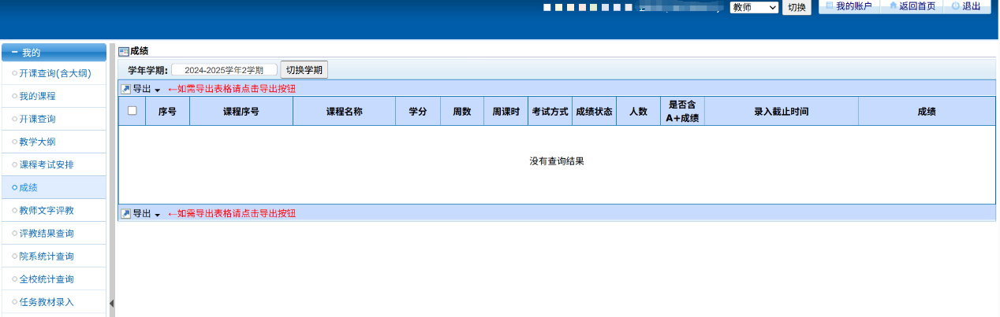 教师 切换 我的账户 返回首页 退出
我的
开课查询(含大纲)
我的课程
开课查询
教学大纲
课程考试安排
成绩
教师文字评教
评教结果查询
院系统计查询
全校统计查询
任务教材录入
成绩
学年学期: 2024-2025学年2学期 切换学期
导出 ←如需导出表格请点击导出按钮
序号 课程序号 课程名称 学分 周数 周课时 考试方式 成绩状态 人数 是否含A+成绩 录入截止时间 成绩
没有查询结果
导出 ←如需导出表格请点击导出按钮